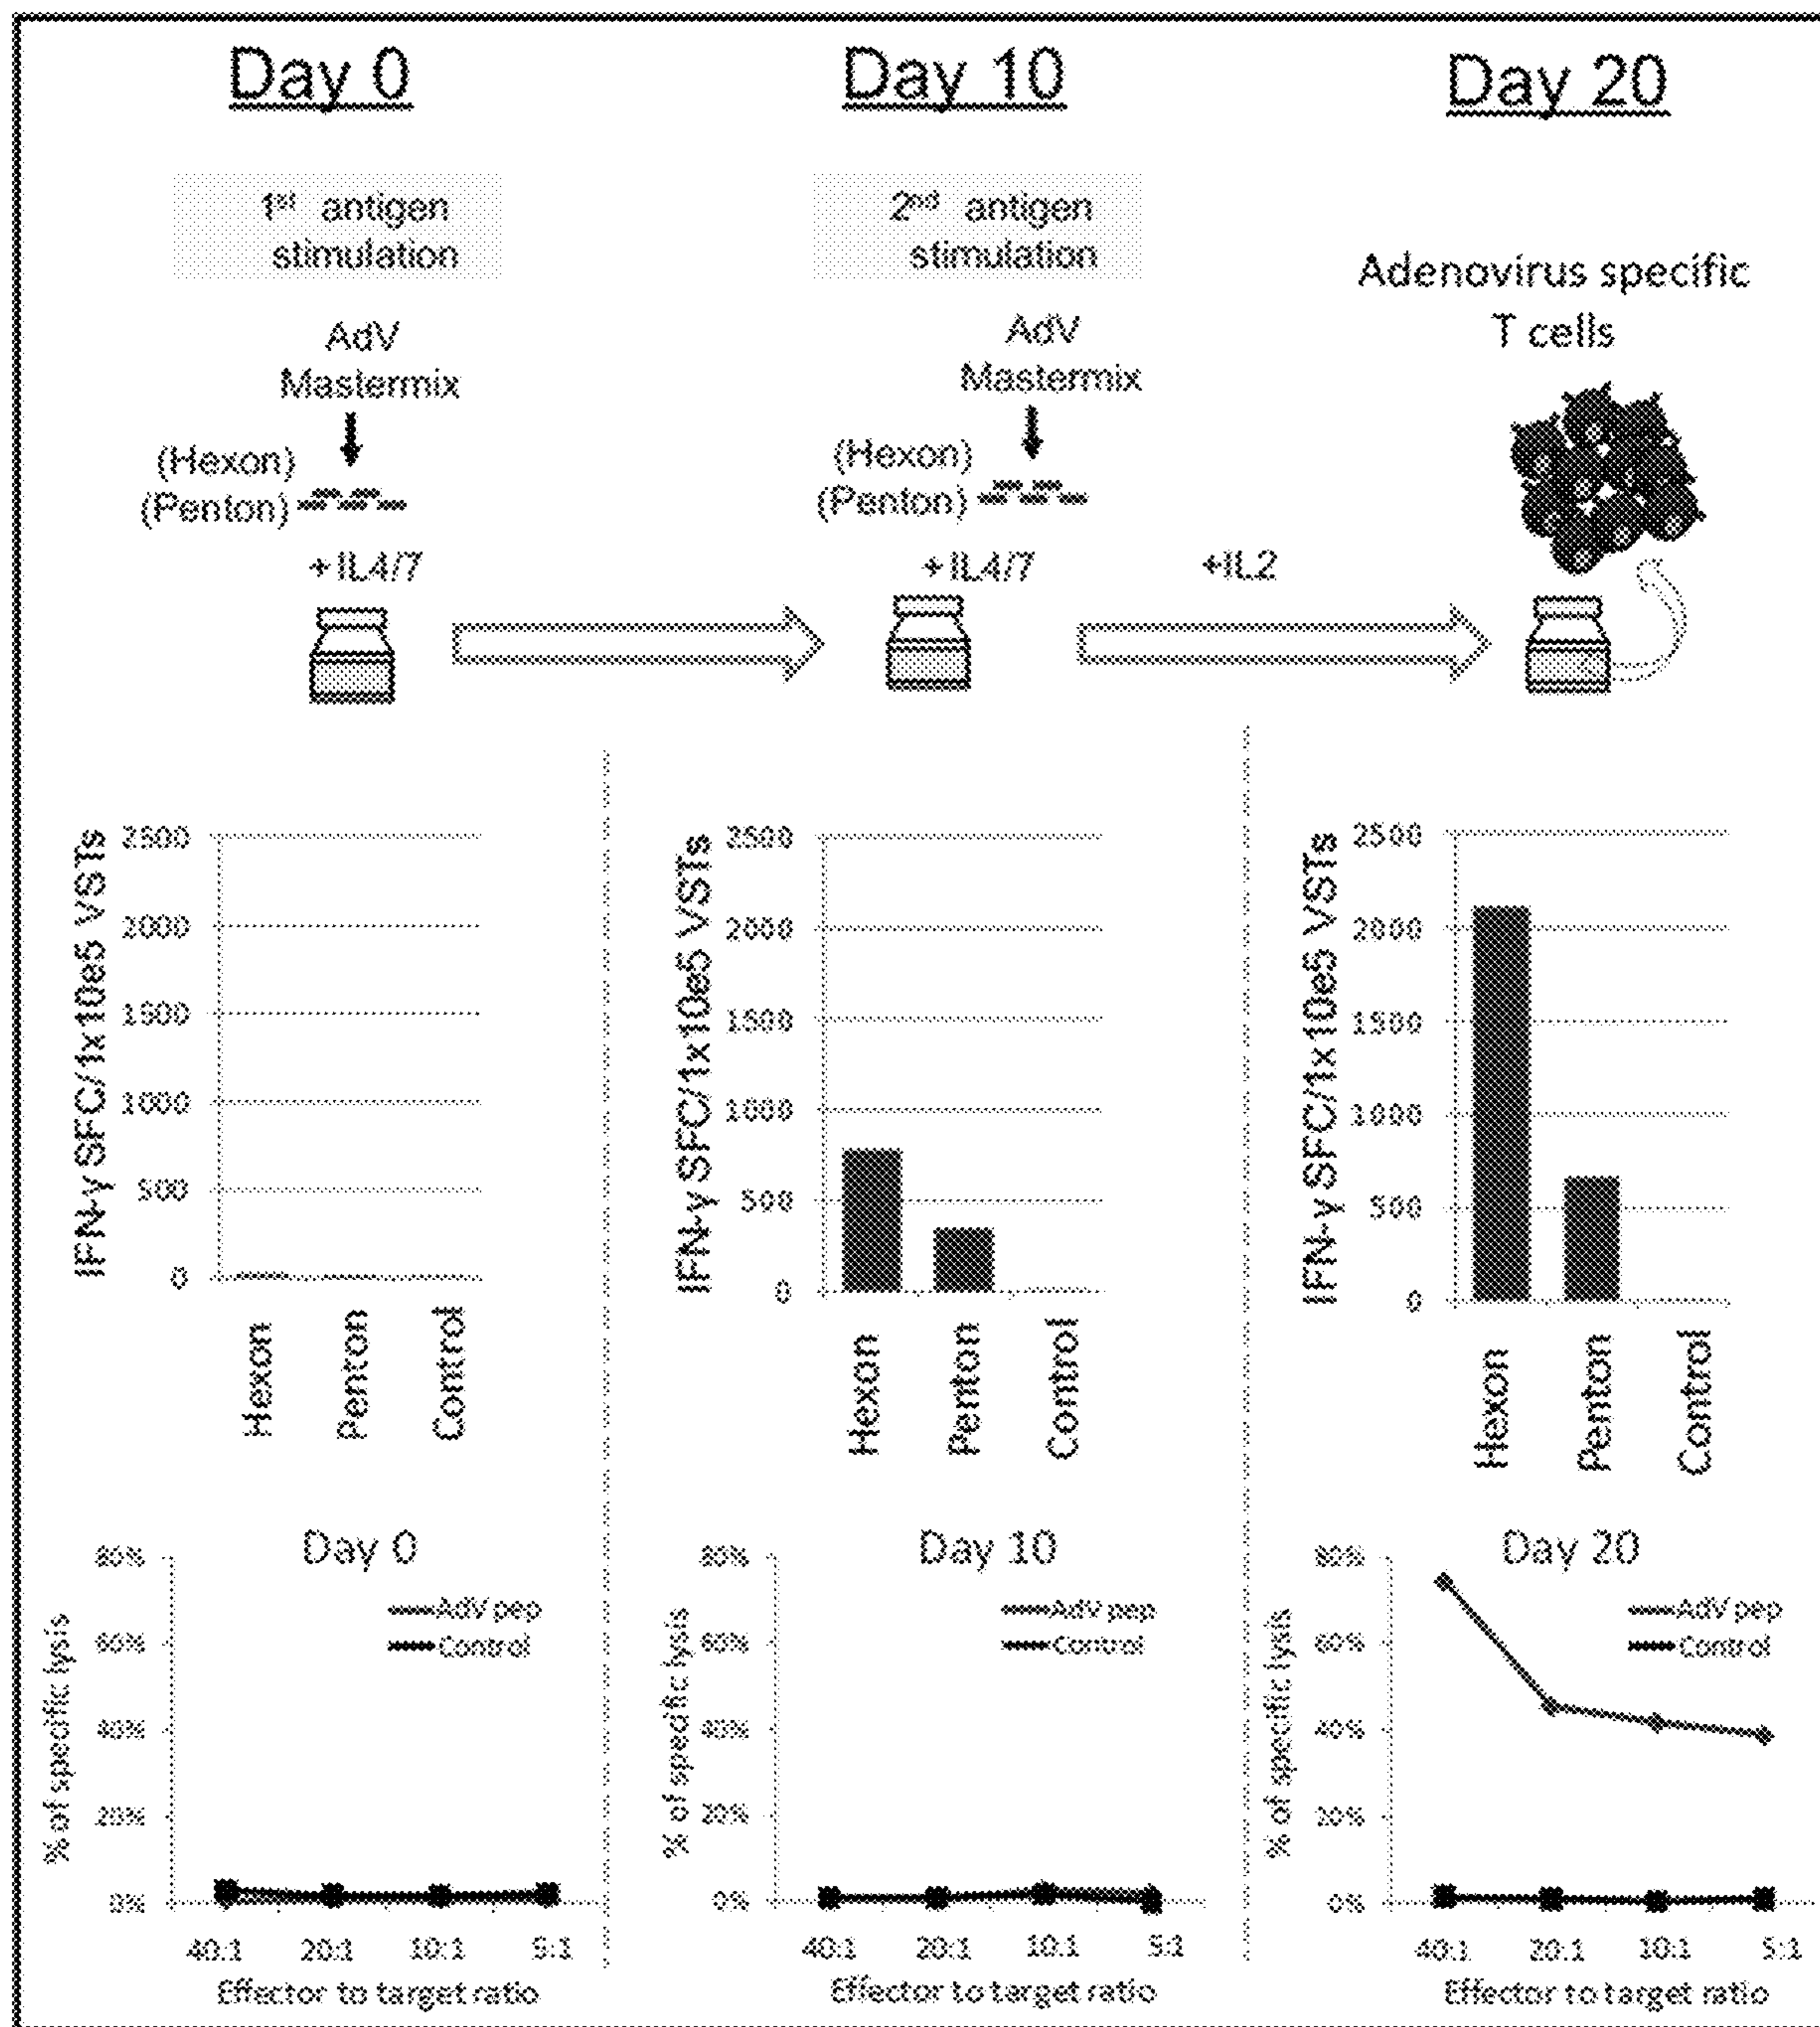 Day 0
1st antigen
stimulation
AdV
Mastermix
(Hexon)
(Penton)
+ IL4/7
Day 10
2nd antigen
stimulation
AdV
Mastermix
(Hexon)
(Penton)
+ IL4/7
+IL2
Day 20
Adenovirus specific
T cells
IFN-γ SFC/1x10e5 VSTs
2500
2000
1500
1000
500
0
Hexon
Penton
Control
IFN-γ SFC/1x10e5 VSTs
2500
2000
1500
1000
500
0
Hexon
Penton
Control
IFN-γ SFC/1x10e5 VSTs
2500
2000
1500
1000
500
0
Hexon
Penton
Control
Day 0
% of specific lysis
80%
60%
40%
20%
0%
AdV pep
Control
40:1 20:1 10:1 5:1
Effector to target ratio
Day 10
% of specific lysis
80%
60%
40%
20%
0%
AdV pep
Control
40:1 20:1 10:1 5:1
Effector to target ratio
Day 20
% of specific lysis
80%
60%
40%
20%
0%
AdV pep
Control
40:1 20:1 10:1 5:1
Effector to target ratio